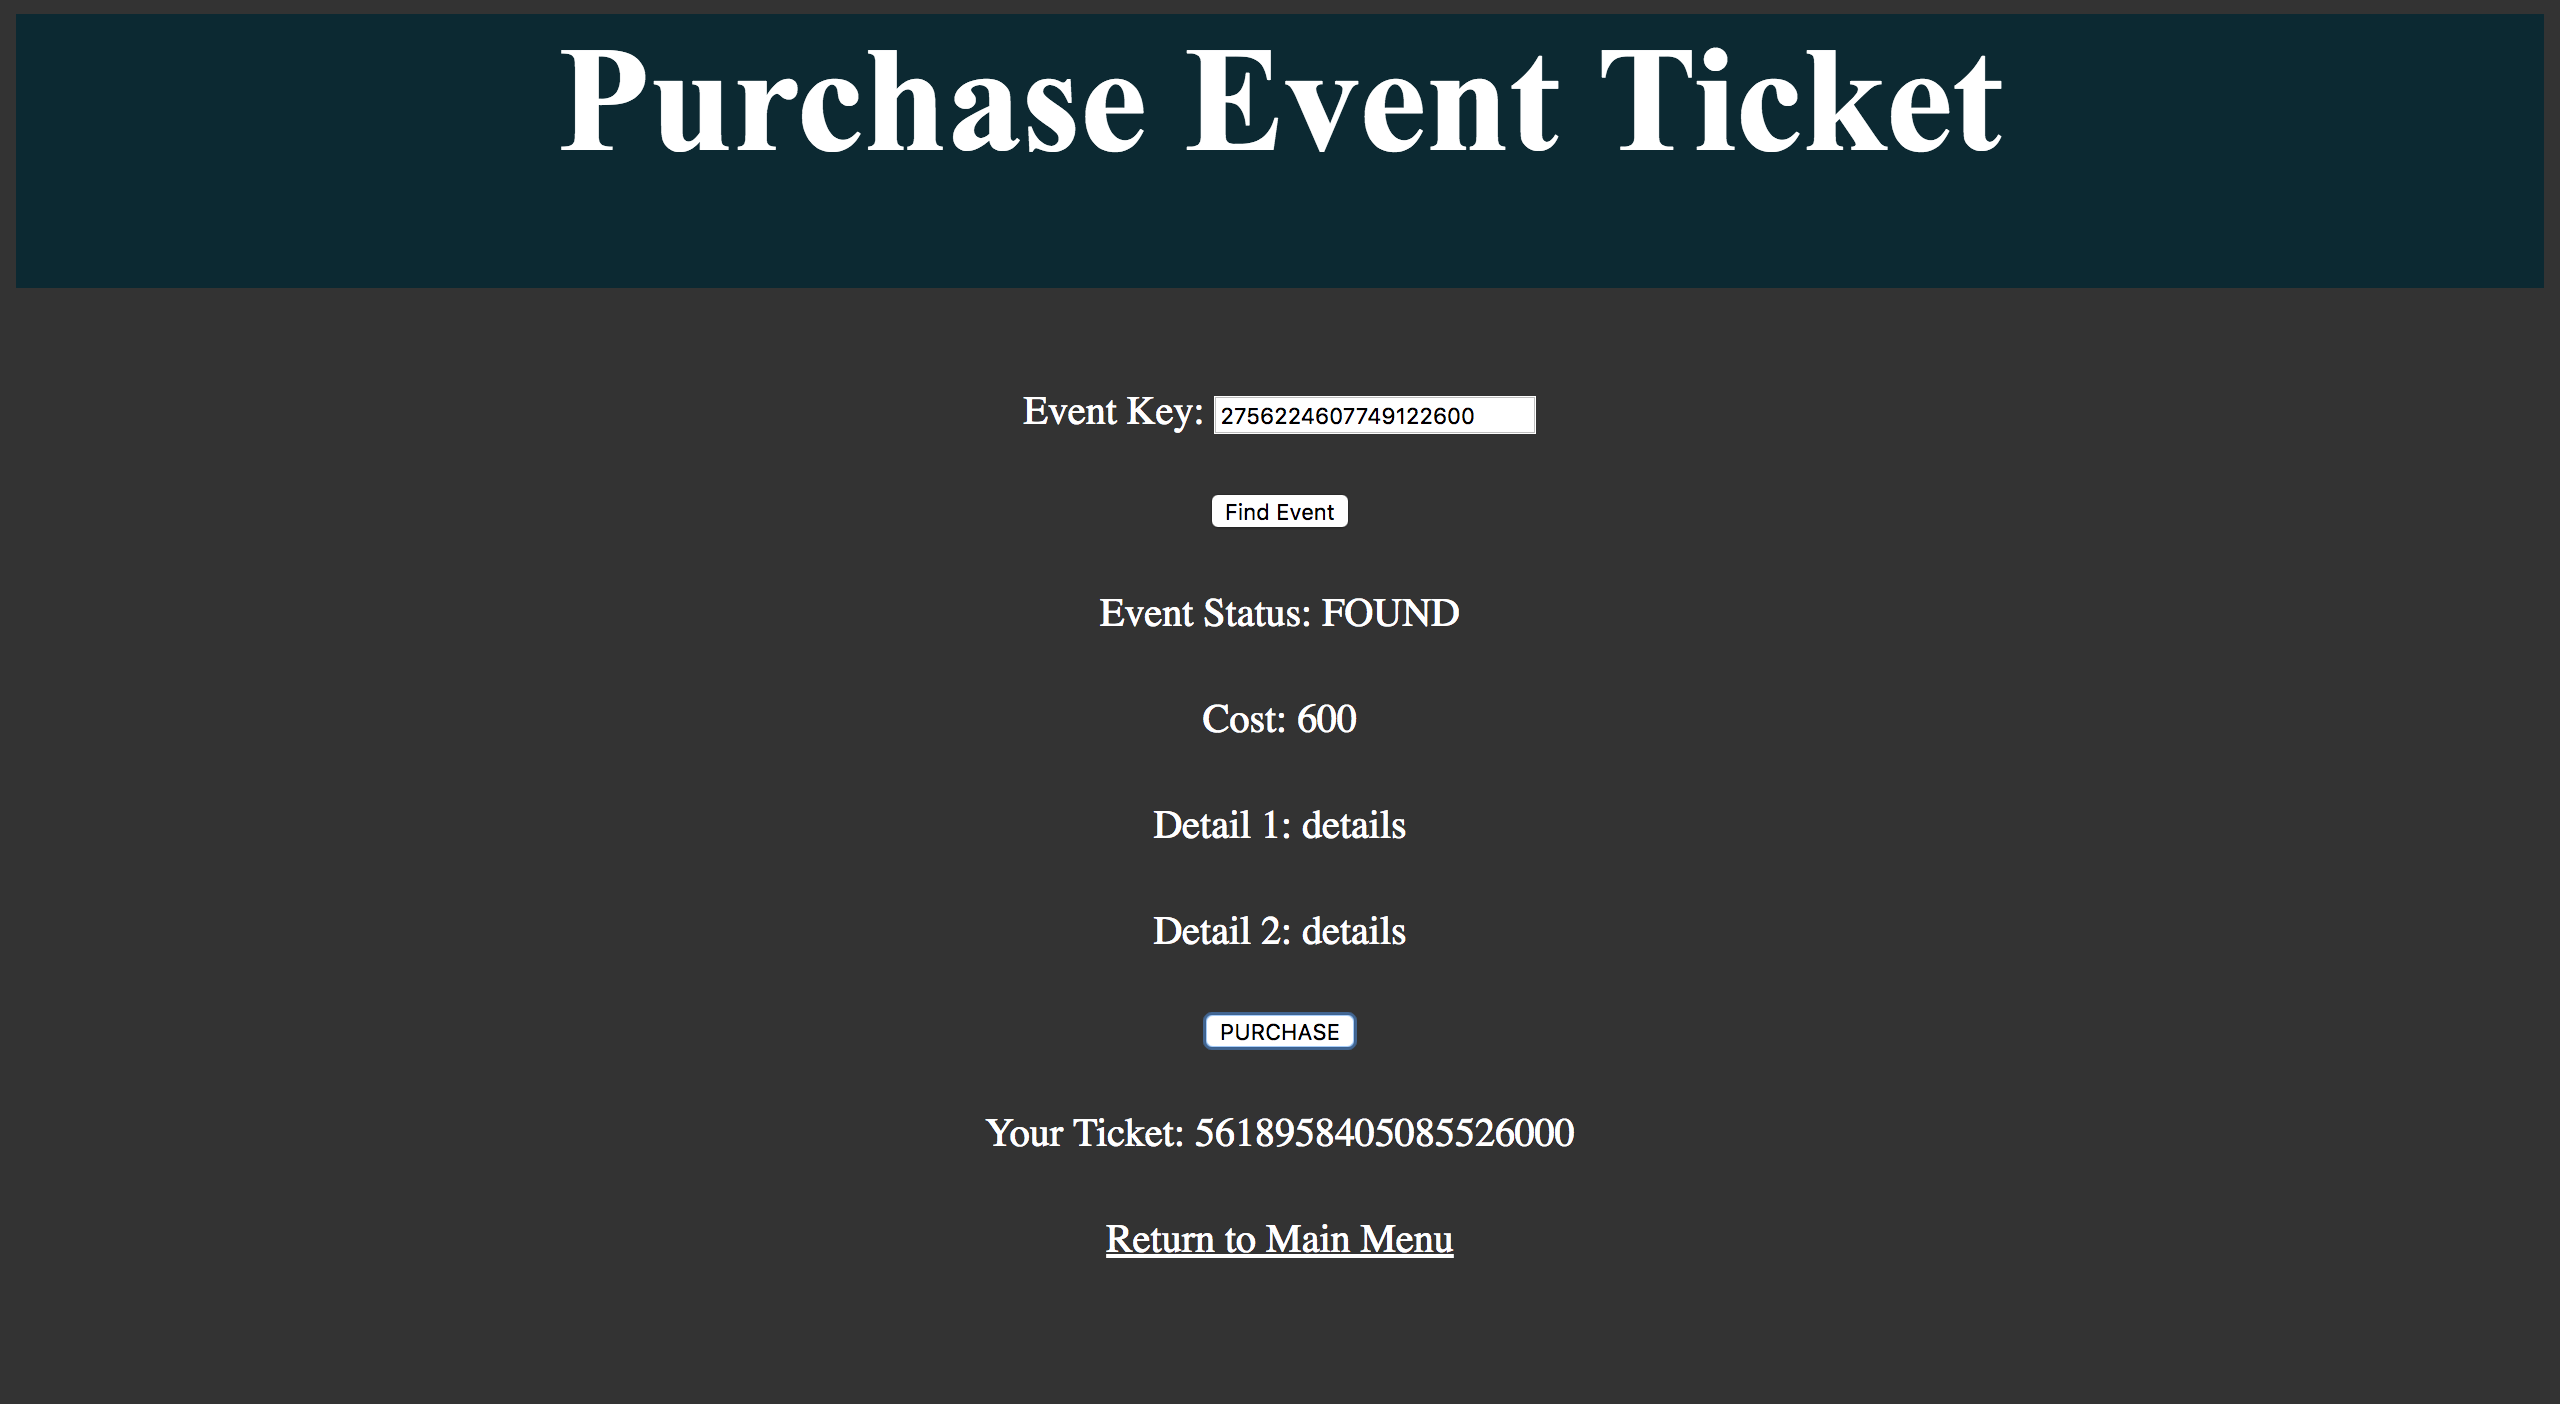 Purchase Event Ticket
Event Key: 2756224607749122600
Find Event
Event Status: FOUND
Cost: 600
Detail 1: details
Detail 2: details
PURCHASE
Your Ticket: 5618958405085526000
Return to Main Menu